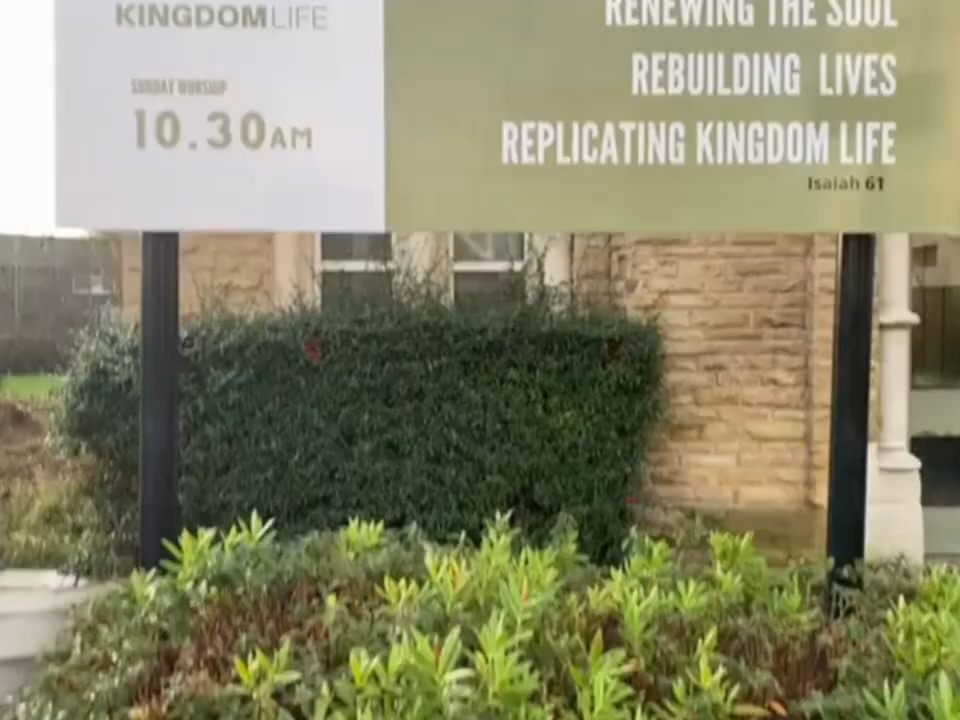 KINGDOMLIFE
SUNDAY WORSHIP
10.30AM
RENEWING THE SOUL
REBUILDING LIVES
REPLICATING KINGDOM LIFE
Isaiah 61